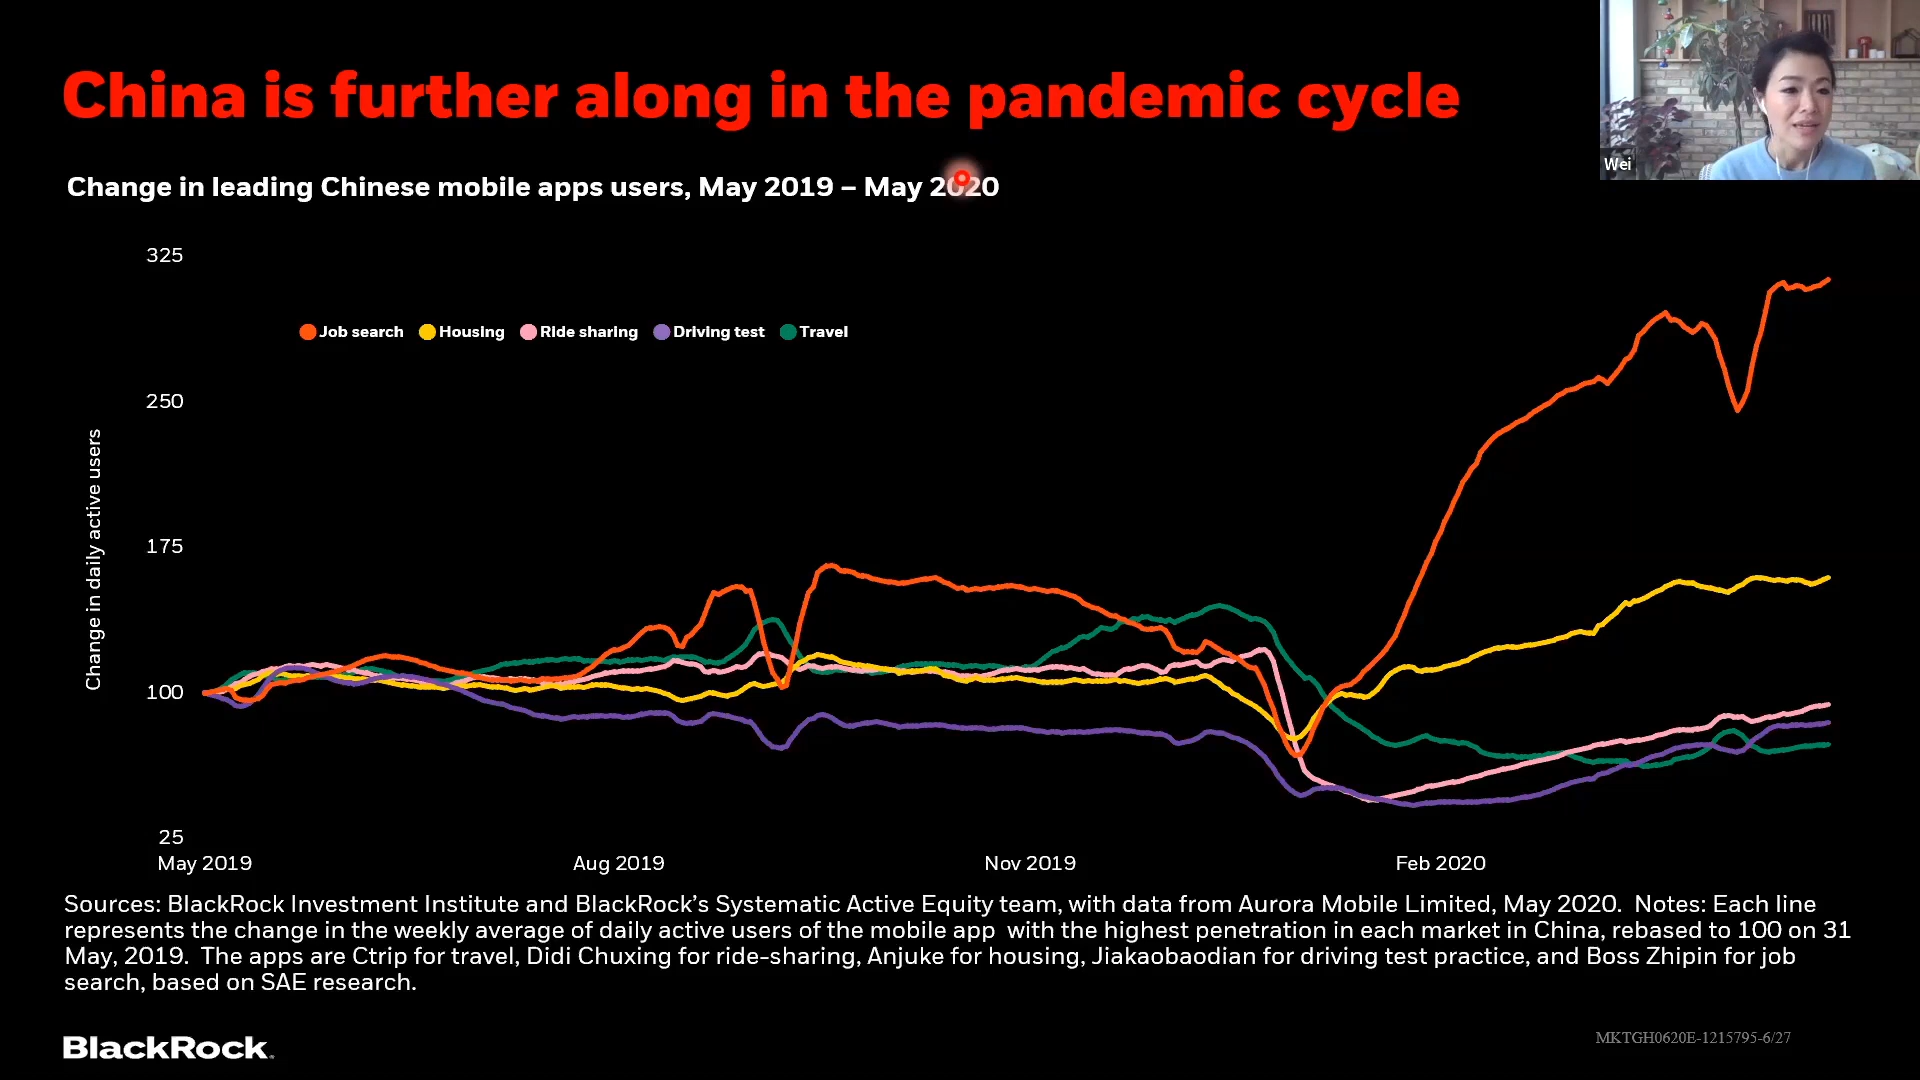 China is further along in the pandemic cycle
Wei
Change in leading Chinese mobile apps users, May 2019 – May 2020
325
Job search Housing Ride sharing Driving test Travel
250
Change in daily active users
175
100
25
May 2019 Aug 2019 Nov 2019 Feb 2020
Sources: BlackRock Investment Institute and BlackRock’s Systematic Active Equity team, with data from Aurora Mobile Limited, May 2020. Notes: Each line
represents the change in the weekly average of daily active users of the mobile app with the highest penetration in each market in China, rebased to 100 on 31
May, 2019. The apps are Ctrip for travel, Didi Chuxing for ride-sharing, Anjuke for housing, Jiakaobaodian for driving test practice, and Boss Zhipin for job
search, based on SAE research.
BlackRock.
MKTGH0620E-1215795-6/27